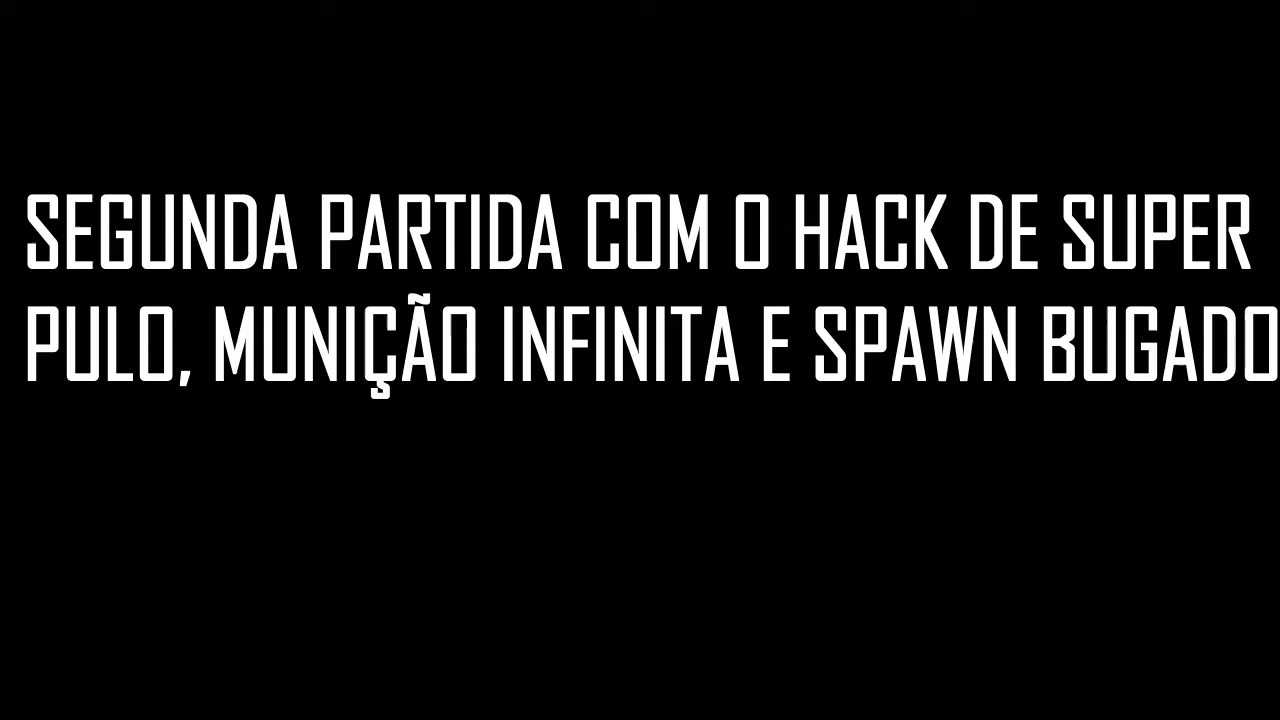 SEGUNDA PARTIDA COM O HACK DE SUPER
PULO, MUNIÇÃO INFINITA E SPAWN BUGADO